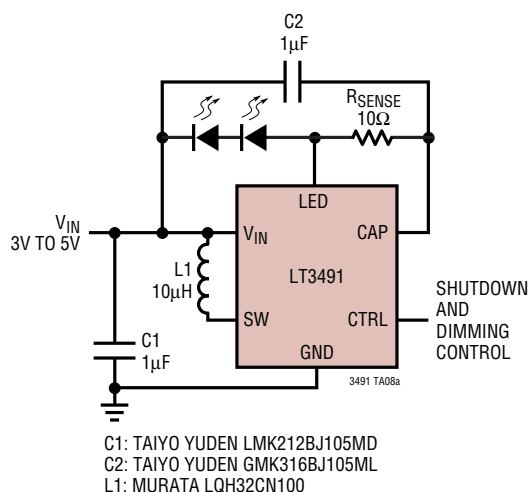 C2
1µF
RSENSE
10Ω
LED
VIN
3V TO 5V
VIN
CAP
L1
10µH
LT3491
SW
CTRL
SHUTDOWN
AND
DIMMING
CONTROL
C1
1µF
GND
3491 TA08a
C1: TAIYO YUDEN LMK212BJ105MD
C2: TAIYO YUDEN GMK316BJ105ML
L1: MURATA LQH32CN100